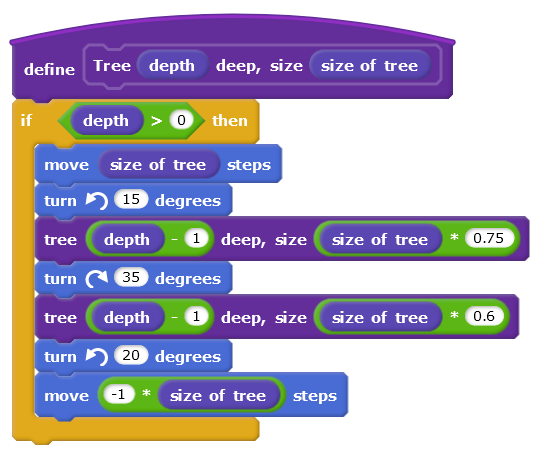 define Tree depth deep, size size of tree
if depth > 0 then
move size of tree steps
turn 15 degrees
tree depth - 1 deep, size size of tree * 0.75
turn 35 degrees
tree depth - 1 deep, size size of tree * 0.6
turn 20 degrees
move -1 * size of tree steps